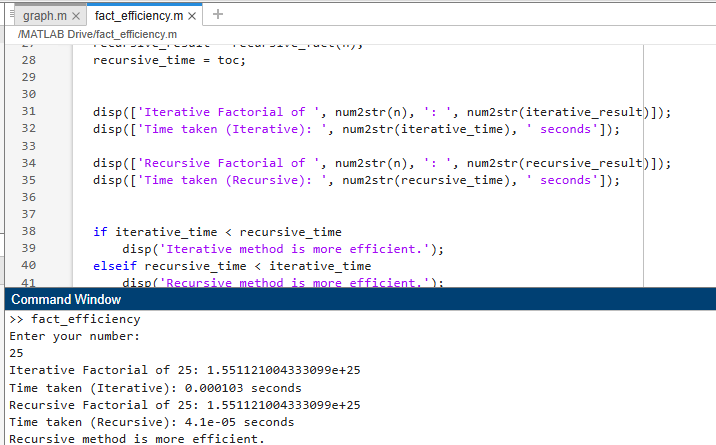 graph.m × fact_efficiency.m × +
/MATLAB Drive/fact_efficiency.m
27 recursive_result = recursive_fact(n);
28 recursive_time = toc;
29
30
31 disp(['Iterative Factorial of ', num2str(n), ': ', num2str(iterative_result)]);
32 disp(['Time taken (Iterative): ', num2str(iterative_time), ' seconds']);
33
34 disp(['Recursive Factorial of ', num2str(n), ': ', num2str(recursive_result)]);
35 disp(['Time taken (Recursive): ', num2str(recursive_time), ' seconds']);
36
37
38 if iterative_time < recursive_time
39 disp('Iterative method is more efficient.');
40 elseif recursive_time < iterative_time
41 disp('Recursive method is more efficient.');
Command Window
>> fact_efficiency
Enter your number:
25
Iterative Factorial of 25: 1.551121004333099e+25
Time taken (Iterative): 0.000103 seconds
Recursive Factorial of 25: 1.551121004333099e+25
Time taken (Recursive): 4.1e-05 seconds
Recursive method is more efficient.